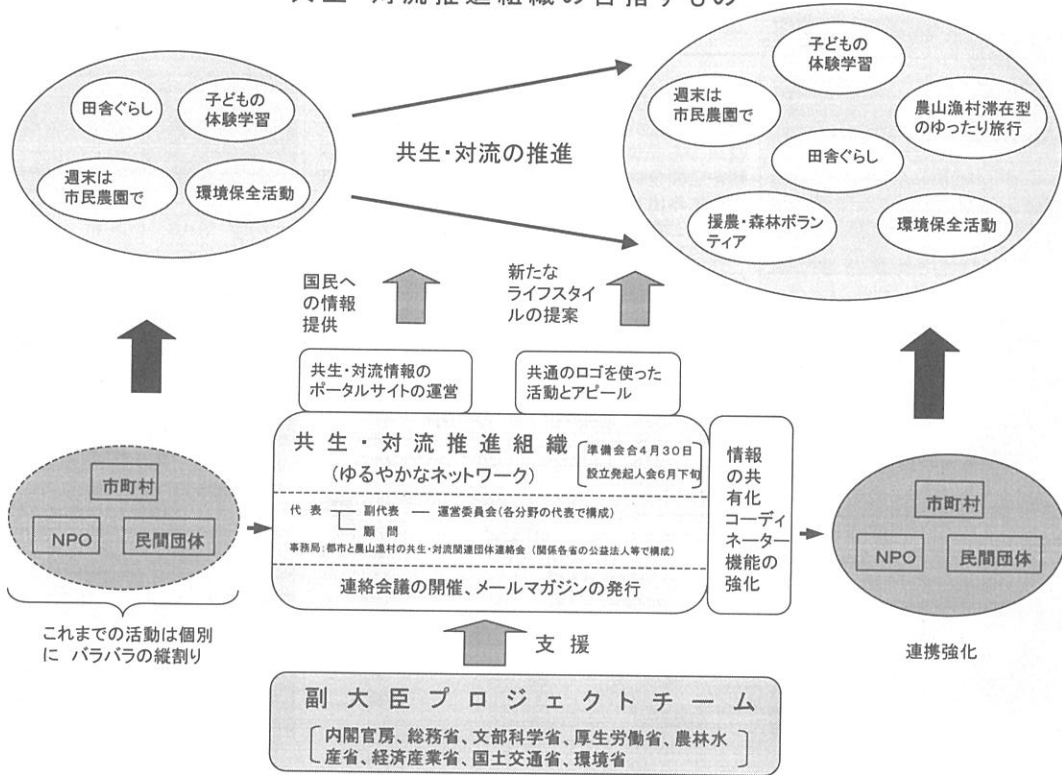 共生・対流推進組織の目指すもの
田舎ぐらし
子どもの
体験学習
週末は
市民農園で
環境保全活動
共生・対流の推進
子どもの
体験学習
週末は
市民農園で
農山漁村滞在型
のゆったり旅行
田舎ぐらし
援農・森林ボラン
ティア
環境保全活動
国民へ
の情報
提供
新たな
ライフスタイ
ルの提案
共生・対流情報の
ポータルサイトの運営
共通のロゴを使った
活動とアピール
市町村
NPO
民間団体
これまでの活動は個別
に バラバラの縦割り
共生・対流推進組織
(ゆるやかなネットワーク)
準備会合4月30日
設立発起人会6月下旬
代表 副代表 ― 運営委員会(各分野の代表で構成)
顧問
事務局:都市と農山漁村の共生・対流関連団体連絡会 (関係各省の公益法人等で構成)
連絡会議の開催、メールマガジンの発行
情報
の共
有化
コーディ
ネーター
機能の
強化
市町村
NPO
民間団体
連携強化
支援
副大臣プロジェクトチーム
内閣官房、総務省、文部科学省、厚生労働省、農林水
産省、経済産業省、国土交通省、環境省